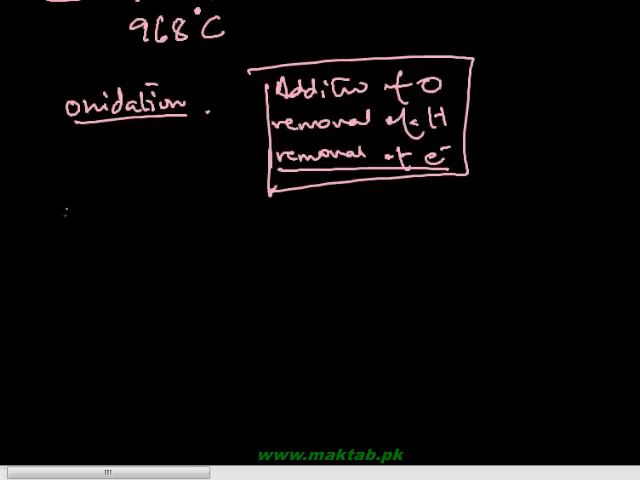 968°C
oxidation.
Addition of O
removal of H
removal of e⁻
www.maktab.pk